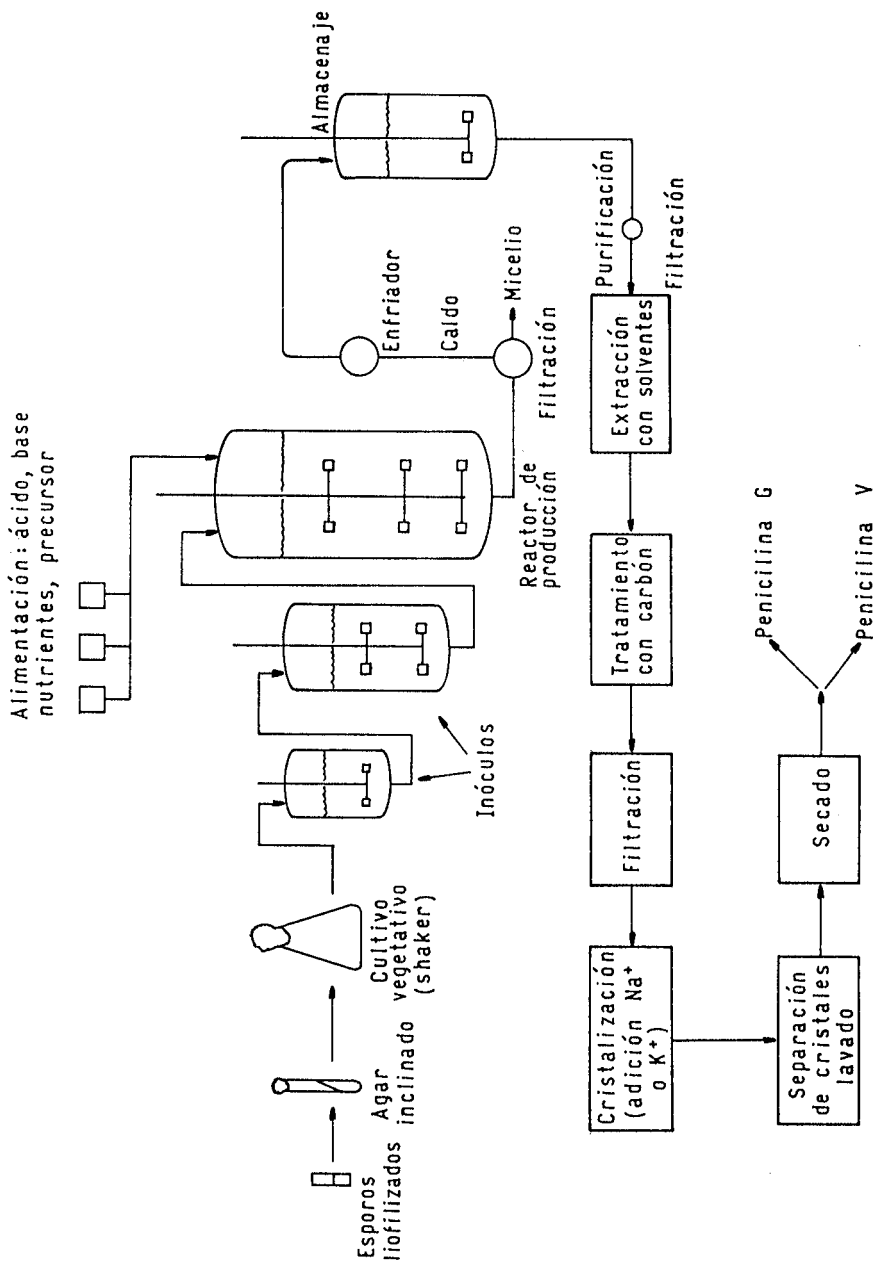 Alimentación: ácido, base
nutrientes, precursor
Almacenaje
Enfriador
Caldo
Micelio
Filtración
Reactor de
producción
Inóculos
Cultivo
vegetativo
(shaker)
Agar
inclinado
Esporos
liofilizados
Purificación
Filtración
Extracción
con solventes
Tratamiento
con carbón
Filtración
Cristalización
(adición Na⁺
o K⁺)
Separación
de cristales
lavado
Secado
Penicilina G
Penicilina V